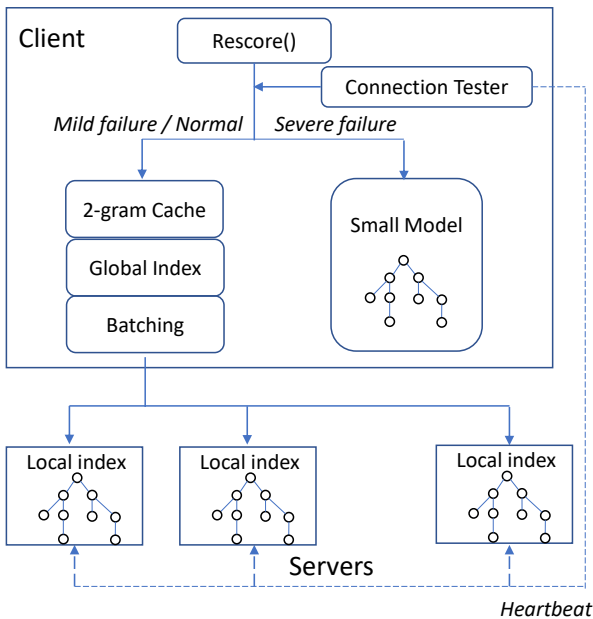 Client
Rescore()
Connection Tester
Mild failure / Normal
Severe failure
2-gram Cache
Global Index
Batching
Small Model
Local index
Local index
Local index
Servers
Heartbeat